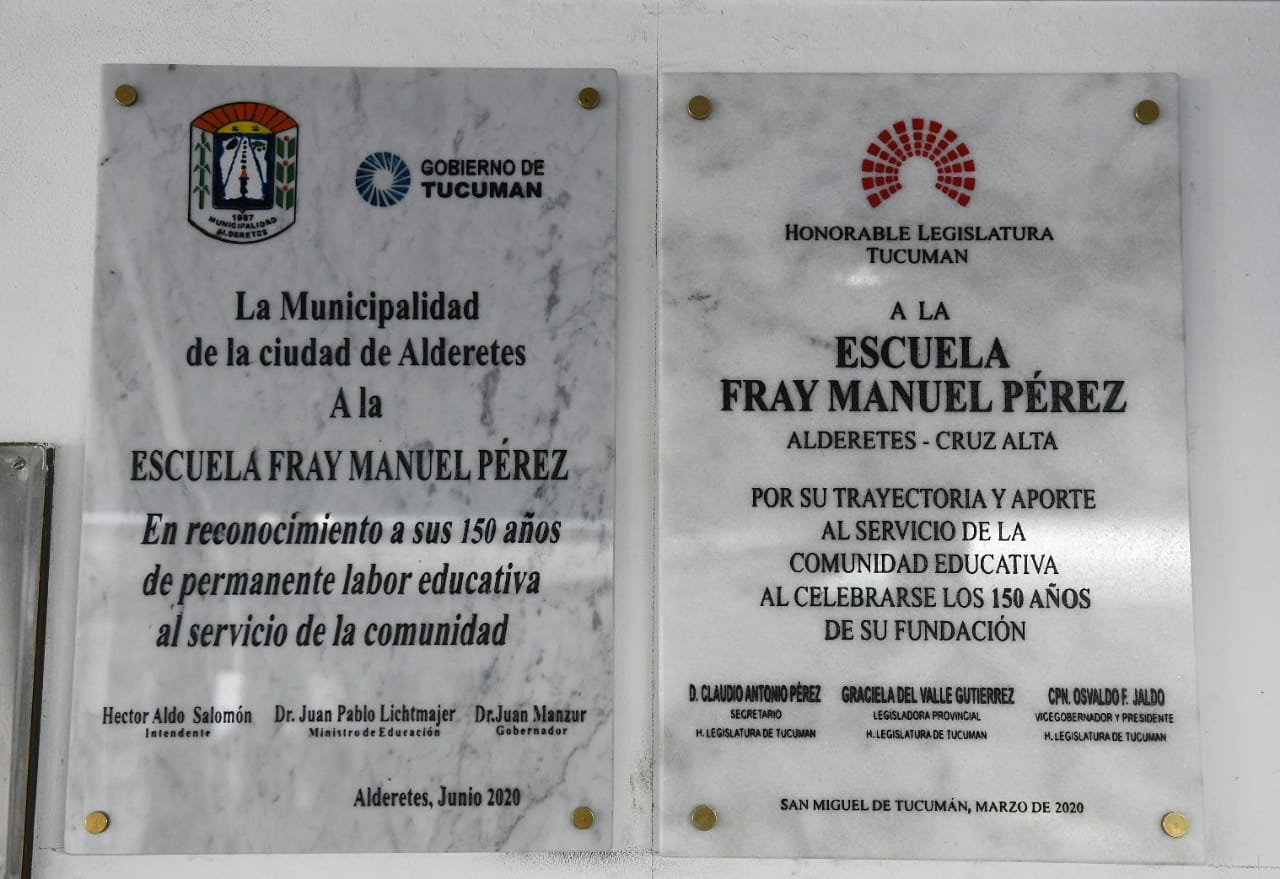 1987
MUNICIPALIDAD
ALDERETES
GOBIERNO DE
TUCUMAN
La Municipalidad
de la ciudad de Alderetes
A la
ESCUELA FRAY MANUEL PÉREZ
En reconocimiento a sus 150 años
de permanente labor educativa
al servicio de la comunidad
Hector Aldo Salomón
Intendente
Dr. Juan Pablo Lichtmajer
Ministro de Educación
Dr.Juan Manzur
Gobernador
Alderetes, Junio 2020
HONORABLE LEGISLATURA
TUCUMAN
A LA
ESCUELA
FRAY MANUEL PÉREZ
ALDERETES - CRUZ ALTA
POR SU TRAYECTORIA Y APORTE
AL SERVICIO DE LA
COMUNIDAD EDUCATIVA
AL CELEBRARSE LOS 150 AÑOS
DE SU FUNDACIÓN
D. CLAUDIO ANTONIO PÉREZ
SECRETARIO
H. LEGISLATURA DE TUCUMAN
GRACIELA DEL VALLE GUTIERREZ
LEGISLADORA PROVINCIAL
H. LEGISLATURA DE TUCUMAN
CPN. OSVALDO F. JALDO
VICEGOBERNADOR Y PRESIDENTE
H. LEGISLATURA DE TUCUMAN
SAN MIGUEL DE TUCUMÁN, MARZO DE 2020